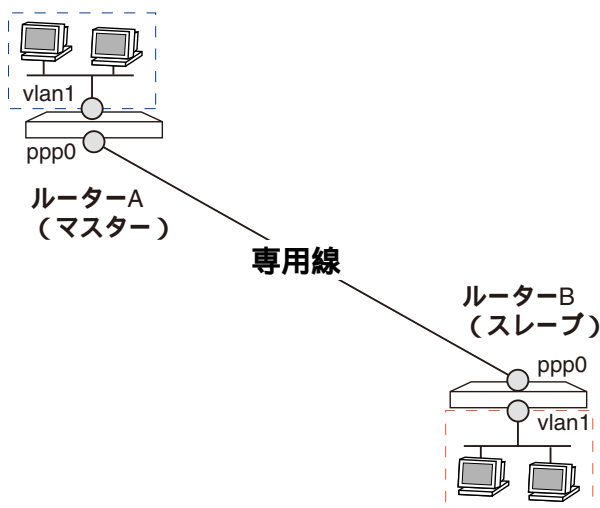 vlan1
ppp0
ルーターA
（マスター）
専用線
ルーターB
（スレーブ）
ppp0
vlan1